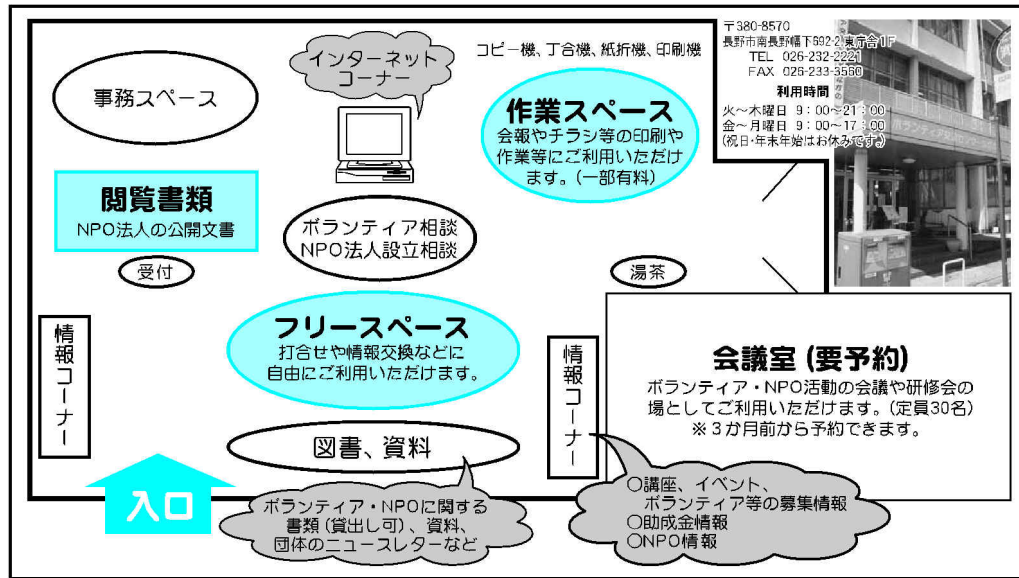 インターネット
コーナー
コピー機、丁合機、紙折機、印刷機
〒380-8570
長野市南長野幅下692-2 東庁舎1F
TEL 026-232-2221
FAX 026-233-3560
利用時間
火〜木曜日 9:00〜21:00
金〜月曜日 9:00〜17:00
(祝日・年末年始はお休みです。)
事務スペース
作業スペース
会報やチラシ等の印刷や
作業等にご利用いただけ
ます。(一部有料)
閲覧書類
NPO法人の公開文書
ボランティア相談
NPO法人設立相談
受付
湯茶
情報コーナー
フリースペース
打合せや情報交換などに
自由にご利用いただけます。
情報コーナー
会議室(要予約)
ボランティア・NPO活動の会議や研修会の
場としてご利用いただけます。(定員30名)
※3か月前から予約できます。
図書、資料
入口
ボランティア・NPOに関する
書類(貸出し可)、資料、
団体のニュースレターなど
○講座、イベント、
ボランティア等の募集情報
○助成金情報
○NPO情報